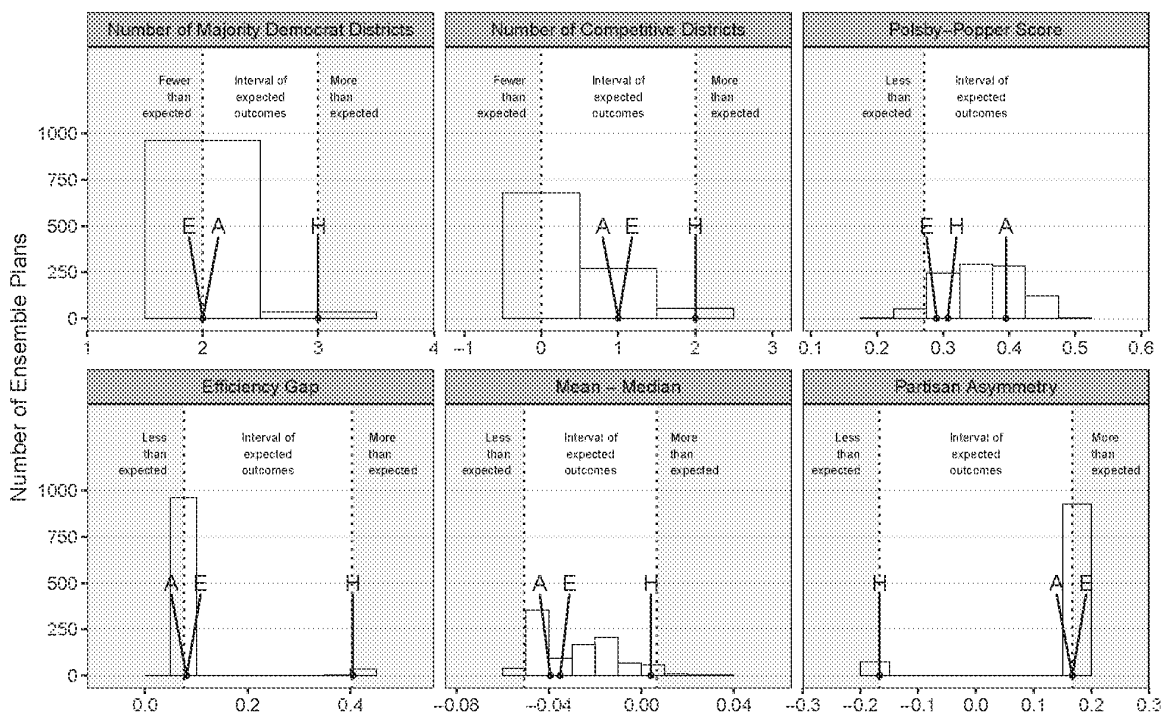 Number of Majority Democrat Districts
Number of Competitive Districts
Polsby–Popper Score
Fewer than expected
Interval of expected outcomes
More than expected
Fewer than expected
Interval of expected outcomes
More than expected
Less than expected
Interval of expected outcomes
1000
750
500
250
0
E A H
A E H
E H A
1 2 3 4
−1 0 1 2 3
0.1 0.2 0.3 0.4 0.5 0.6
Number of Ensemble Plans
Efficiency Gap
Mean – Median
Partisan Asymmetry
Less than expected
Interval of expected outcomes
More than expected
Less than expected
Interval of expected outcomes
More than expected
Less than expected
Interval of expected outcomes
More than expected
1000
750
500
250
0
A E H
A E H
H A E
0.0 0.2 0.4
−0.08 −0.04 0.00 0.04
−0.3 −0.2 −0.1 0.0 0.1 0.2 0.3